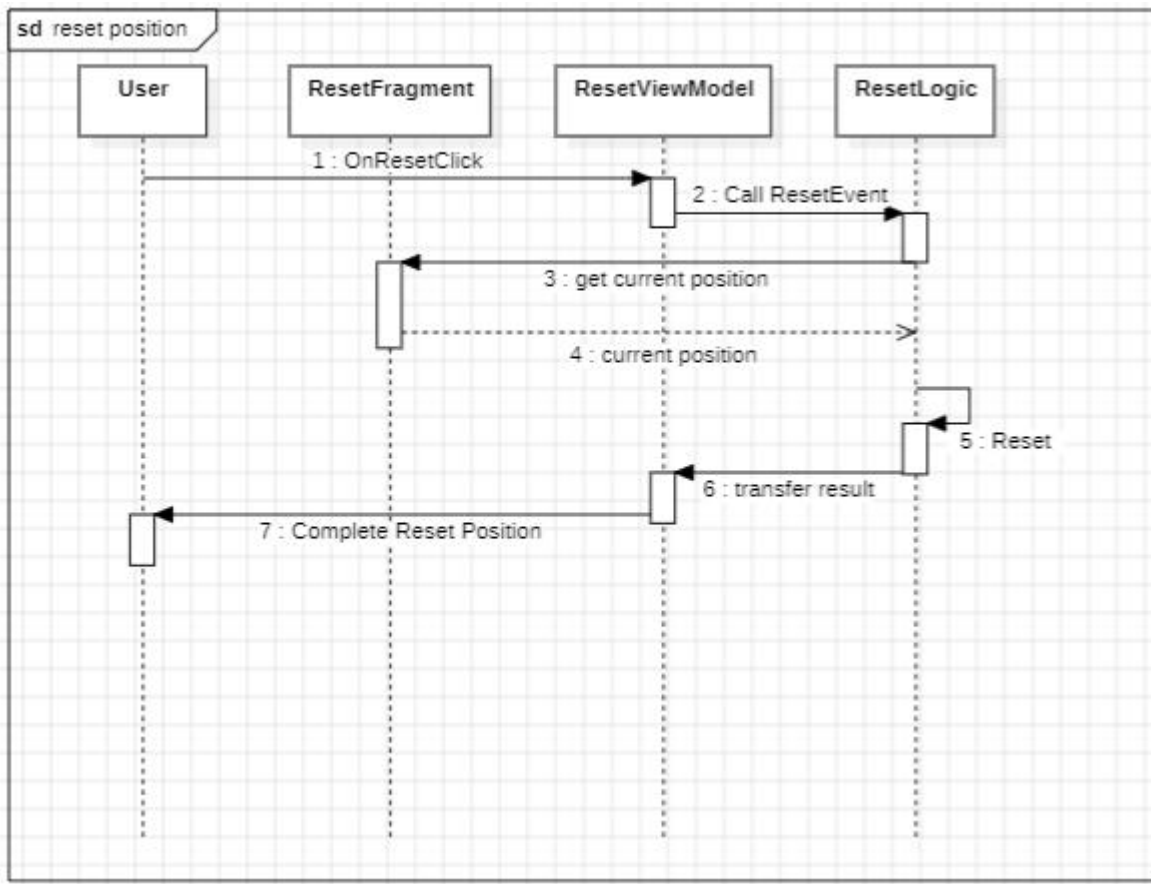 sd reset position
User
ResetFragment
ResetViewModel
ResetLogic
1 : OnResetClick
2 : Call ResetEvent
3 : get current position
4 : current position
5 : Reset
6 : transfer result
7 : Complete Reset Position